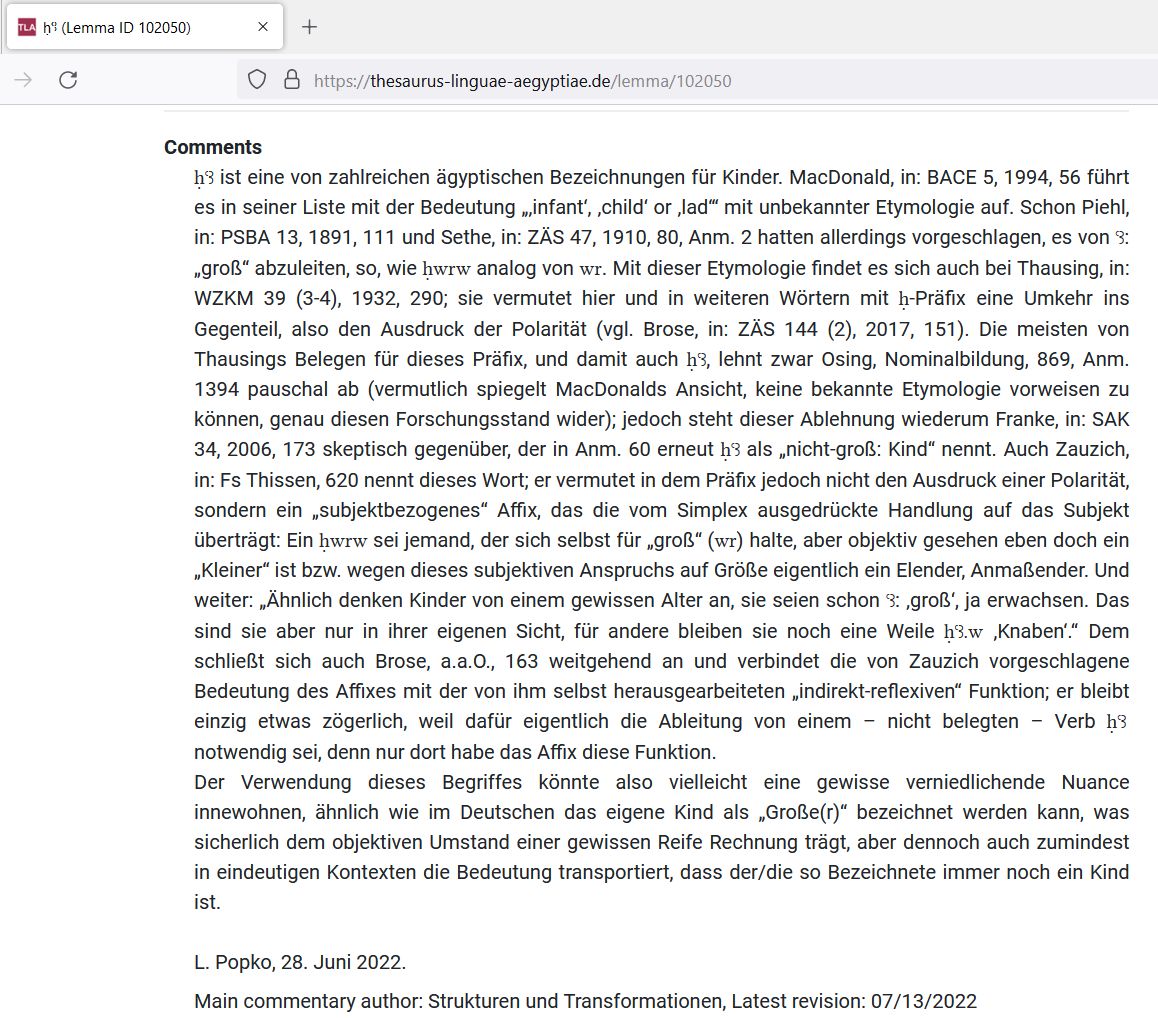 TLA ḥꜥꜣ (Lemma ID 102050)
https://thesaurus-linguae-aegyptiae.de/lemma/102050
Comments
ḥꜥꜣ ist eine von zahlreichen ägyptischen Bezeichnungen für Kinder. MacDonald, in: BACE 5, 1994, 56 führt
es in seiner Liste mit der Bedeutung „‚infant‘, ‚child‘ or ‚lad‘“ mit unbekannter Etymologie auf. Schon Piehl,
in: PSBA 13, 1891, 111 und Sethe, in: ZÄS 47, 1910, 80, Anm. 2 hatten allerdings vorgeschlagen, es von ꜥꜣ:
„groß“ abzuleiten, so, wie ḥwrw analog von wr. Mit dieser Etymologie findet es sich auch bei Thausing, in:
WZKM 39 (3-4), 1932, 290; sie vermutet hier und in weiteren Wörtern mit ḥ-Präfix eine Umkehr ins
Gegenteil, also den Ausdruck der Polarität (vgl. Brose, in: ZÄS 144 (2), 2017, 151). Die meisten von
Thausings Belegen für dieses Präfix, und damit auch ḥꜥꜣ, lehnt zwar Osing, Nominalbildung, 869, Anm.
1394 pauschal ab (vermutlich spiegelt MacDonalds Ansicht, keine bekannte Etymologie vorweisen zu
können, genau diesen Forschungsstand wider); jedoch steht dieser Ablehnung wiederum Franke, in: SAK
34, 2006, 173 skeptisch gegenüber, der in Anm. 60 erneut ḥꜥꜣ als „nicht-groß: Kind“ nennt. Auch Zauzich,
in: Fs Thissen, 620 nennt dieses Wort; er vermutet in dem Präfix jedoch nicht den Ausdruck einer Polarität,
sondern ein „subjektbezogenes“ Affix, das die vom Simplex ausgedrückte Handlung auf das Subjekt
überträgt: Ein ḥwrw sei jemand, der sich selbst für „groß“ (wr) halte, aber objektiv gesehen eben doch ein
„Kleiner“ ist bzw. wegen dieses subjektiven Anspruchs auf Größe eigentlich ein Elender, Anmaßender. Und
weiter: „Ähnlich denken Kinder von einem gewissen Alter an, sie seien schon ꜥꜣ: ‚groß‘, ja erwachsen. Das
sind sie aber nur in ihrer eigenen Sicht, für andere bleiben sie noch eine Weile ḥꜥꜣ.w ‚Knaben‘.“ Dem
schließt sich auch Brose, a.a.O., 163 weitgehend an und verbindet die von Zauzich vorgeschlagene
Bedeutung des Affixes mit der von ihm selbst herausgearbeiteten „indirekt-reflexiven“ Funktion; er bleibt
einzig etwas zögerlich, weil dafür eigentlich die Ableitung von einem – nicht belegten – Verb ḥꜥꜣ
notwendig sei, denn nur dort habe das Affix diese Funktion.
Der Verwendung dieses Begriffes könnte also vielleicht eine gewisse verniedlichende Nuance
innewohnen, ähnlich wie im Deutschen das eigene Kind als „Große(r)“ bezeichnet werden kann, was
sicherlich dem objektiven Umstand einer gewissen Reife Rechnung trägt, aber dennoch auch zumindest
in eindeutigen Kontexten die Bedeutung transportiert, dass der/die so Bezeichnete immer noch ein Kind
ist.
L. Popko, 28. Juni 2022.
Main commentary author: Strukturen und Transformationen, Latest revision: 07/13/2022